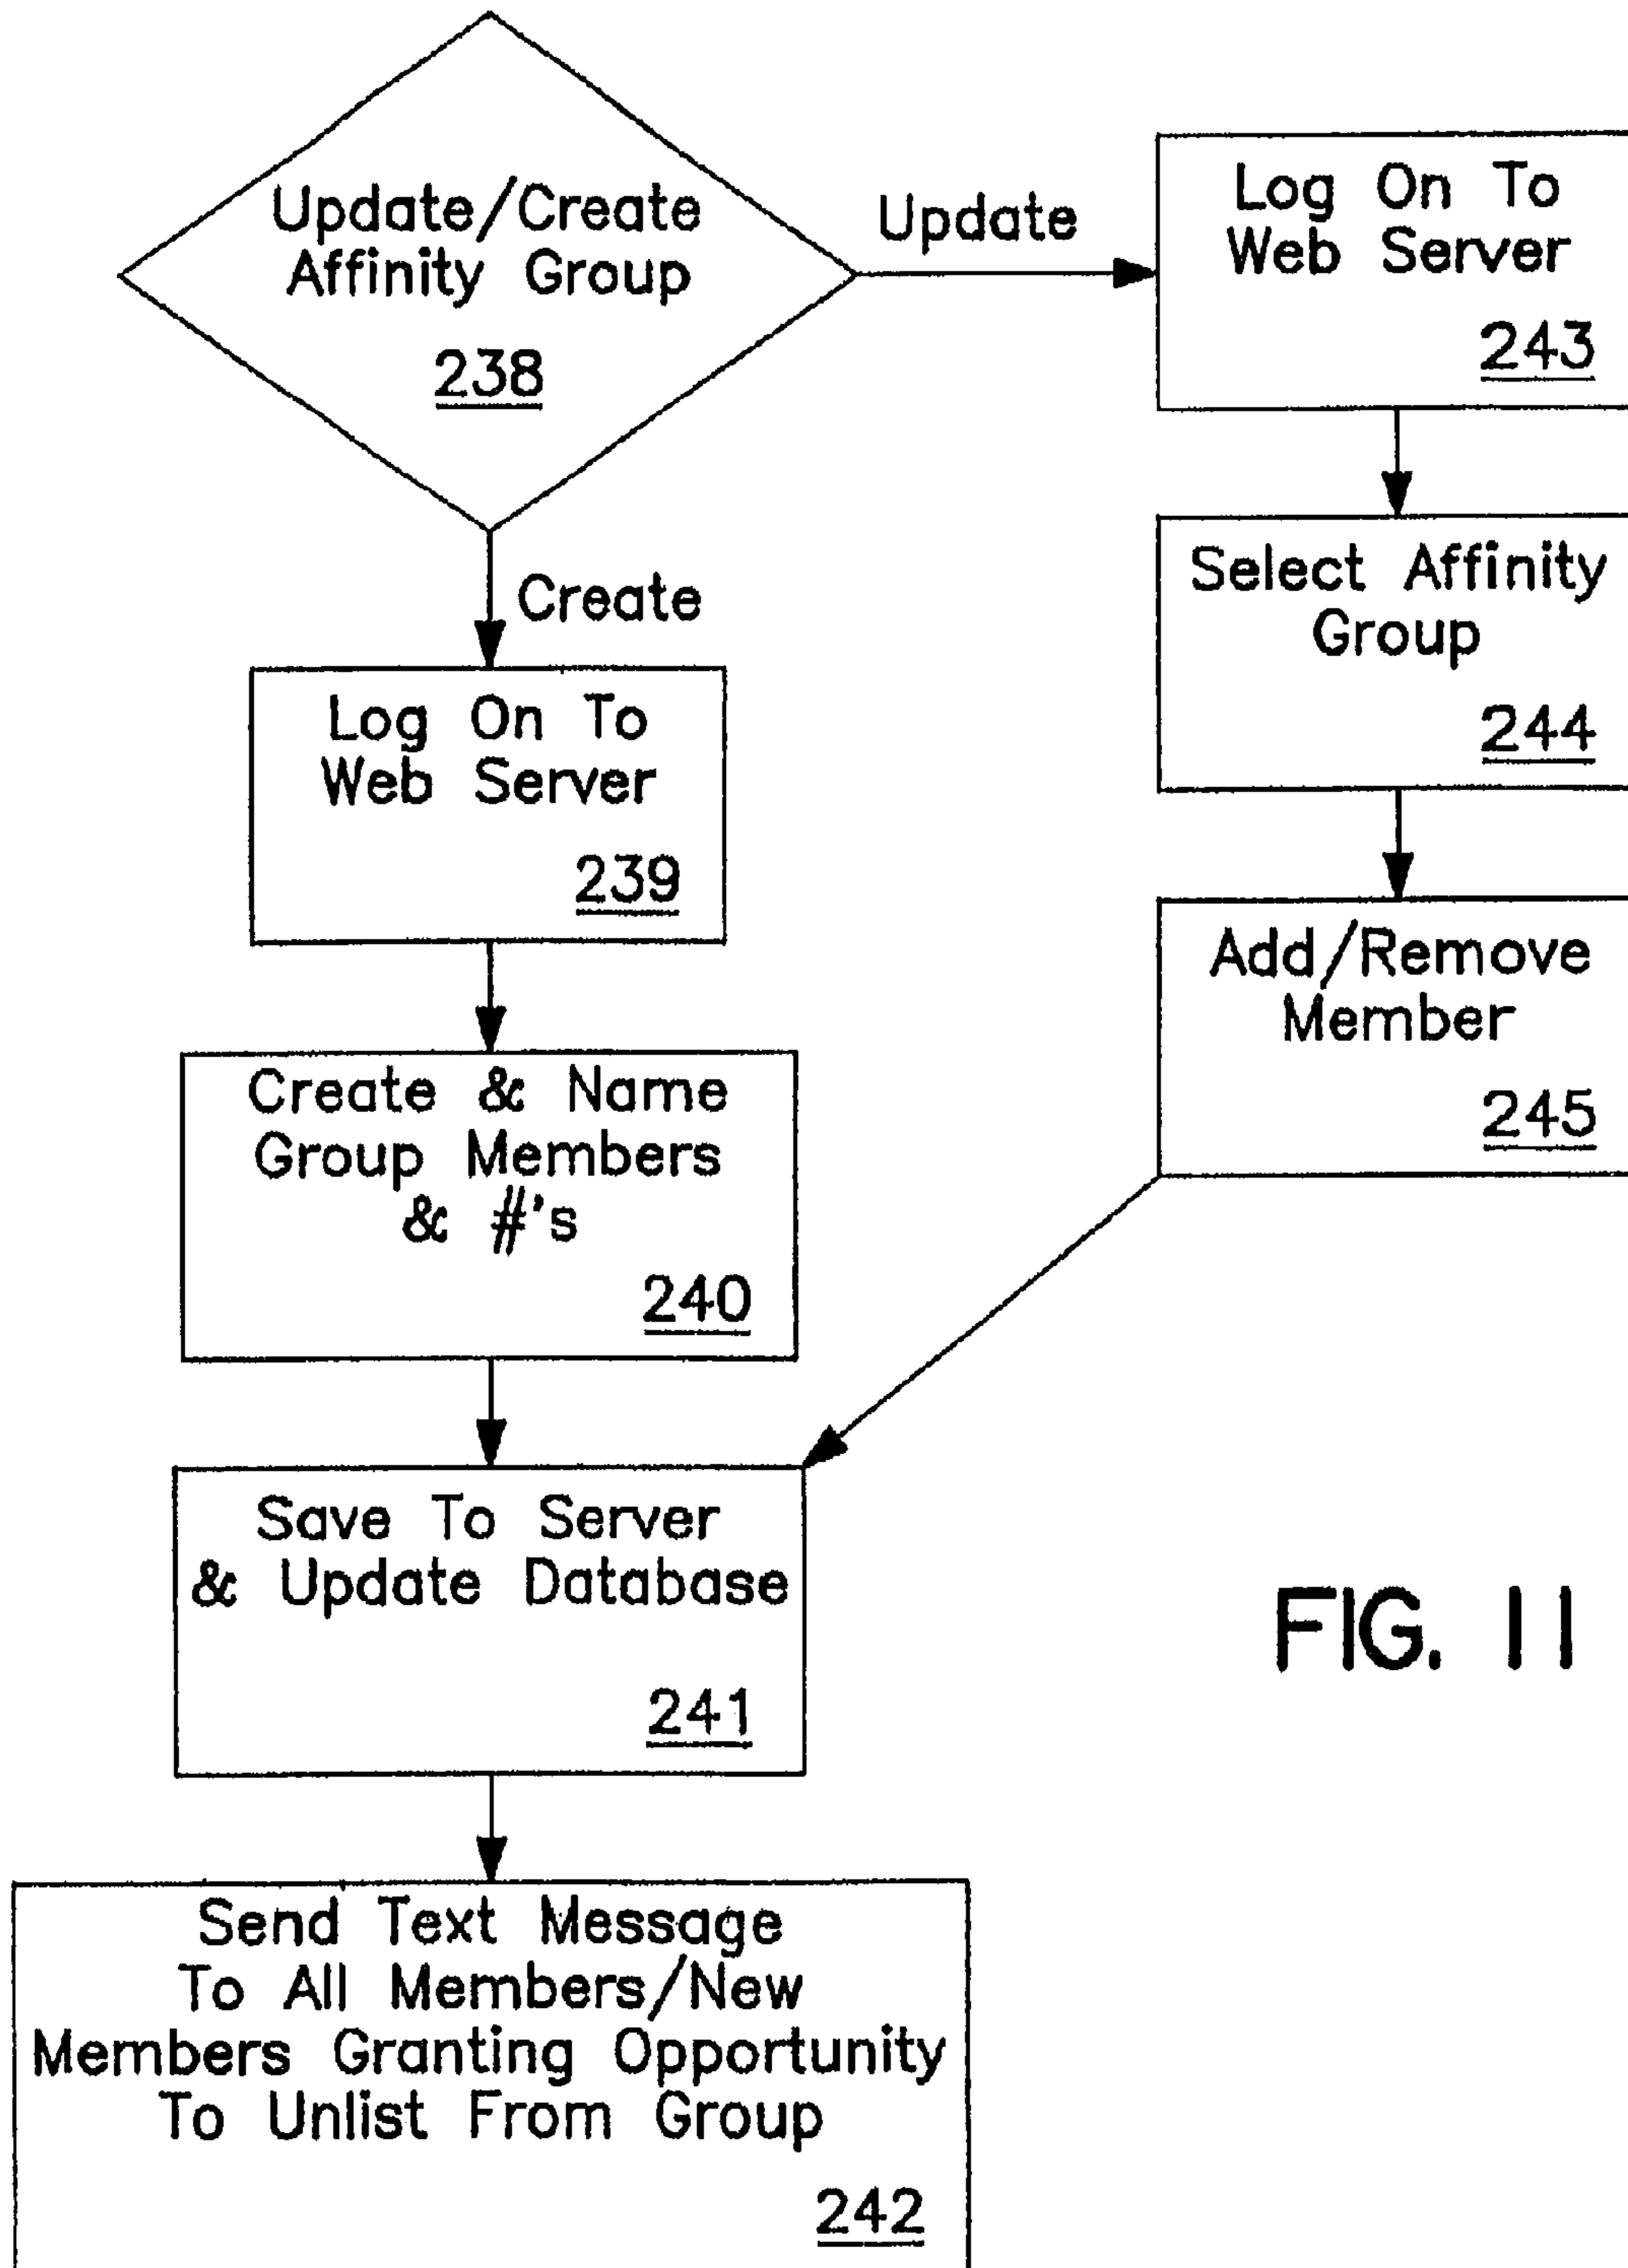 Update/Create
Affinity Group
238
Update
Log On To
Web Server
243
Create
Select Affinity
Group
244
Log On To
Web Server
239
Add/Remove
Member
245
Create & Name
Group Members
& #'s
240
Save To Server
& Update Database
241
Send Text Message
To All Members/New
Members Granting Opportunity
To Unlist From Group
242
FIG. 11